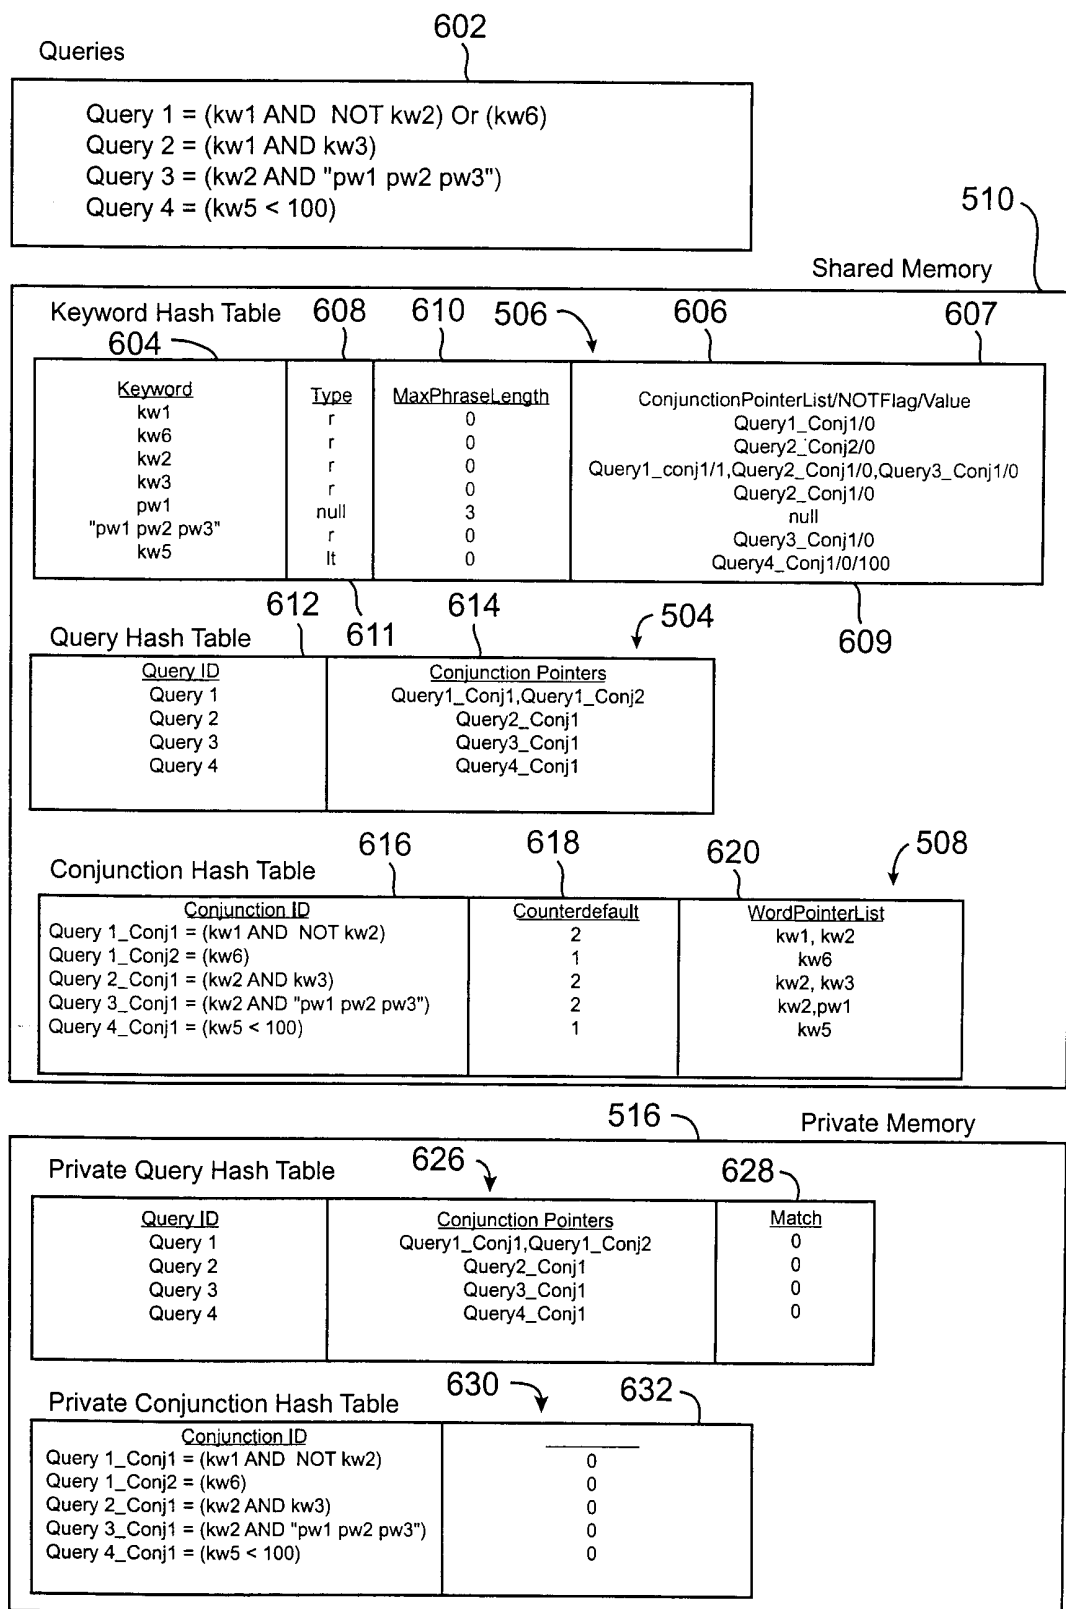 602
Queries
Query 1 = (kw1 AND NOT kw2) Or (kw6)
Query 2 = (kw1 AND kw3)
Query 3 = (kw2 AND "pw1 pw2 pw3")
Query 4 = (kw5 < 100)
510
Shared Memory
Keyword Hash Table 608 610 506 606 607
604
Keyword Type MaxPhraseLength ConjunctionPointerList/NOTFlag/Value
kw1 r 0 Query1_Conj1/0
kw6 r 0 Query2_Conj2/0
kw2 r 0 Query1_conj1/1,Query2_Conj1/0,Query3_Conj1/0
kw3 r 0 Query2_Conj1/0
pw1 null 3 null
"pw1 pw2 pw3" r 0 Query3_Conj1/0
kw5 lt 0 Query4_Conj1/0/100
612 614 504
Query Hash Table 611 609
Query ID Conjunction Pointers
Query 1 Query1_Conj1,Query1_Conj2
Query 2 Query2_Conj1
Query 3 Query3_Conj1
Query 4 Query4_Conj1
616 618 620 508
Conjunction Hash Table
Conjunction ID Counterdefault WordPointerList
Query 1_Conj1 = (kw1 AND NOT kw2) 2 kw1, kw2
Query 1_Conj2 = (kw6) 1 kw6
Query 2_Conj1 = (kw2 AND kw3) 2 kw2, kw3
Query 3_Conj1 = (kw2 AND "pw1 pw2 pw3") 2 kw2,pw1
Query 4_Conj1 = (kw5 < 100) 1 kw5
516 Private Memory
Private Query Hash Table 626 628
Query ID Conjunction Pointers Match
Query 1 Query1_Conj1,Query1_Conj2 0
Query 2 Query2_Conj1 0
Query 3 Query3_Conj1 0
Query 4 Query4_Conj1 0
630 632
Private Conjunction Hash Table
Conjunction ID
Query 1_Conj1 = (kw1 AND NOT kw2) 0
Query 1_Conj2 = (kw6) 0
Query 2_Conj1 = (kw2 AND kw3) 0
Query 3_Conj1 = (kw2 AND "pw1 pw2 pw3") 0
Query 4_Conj1 = (kw5 < 100) 0